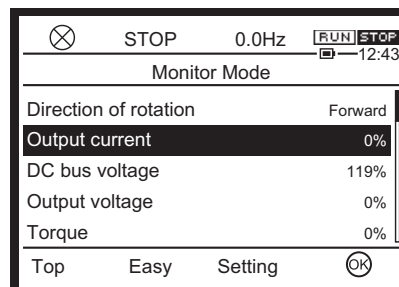 STOP 0.0Hz RUN STOP
12:43
Monitor Mode
Direction of rotation Forward
Output current 0%
DC bus voltage 119%
Output voltage 0%
Torque 0%
Top Easy Setting OK